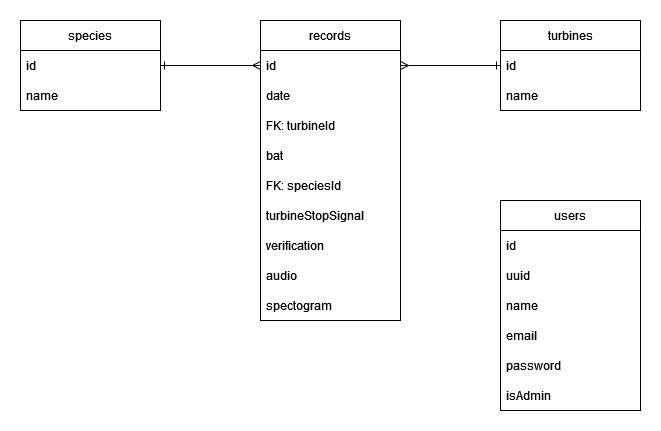 species
id
name
records
id
date
FK: turbineId
bat
FK: speciesId
turbineStopSignal
verification
audio
spectogram
turbines
id
name
users
id
uuid
name
email
password
isAdmin